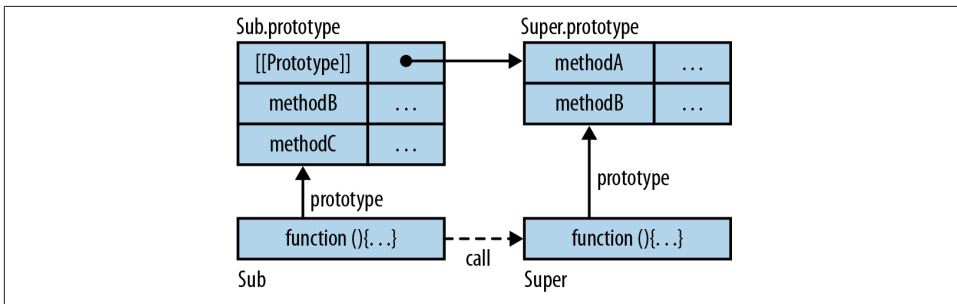 Sub.prototype
Super.prototype
[[Prototype]]
methodA ...
methodB ...
methodB ...
methodC ...
prototype
prototype
function (){...}
function (){...}
call
Sub
Super